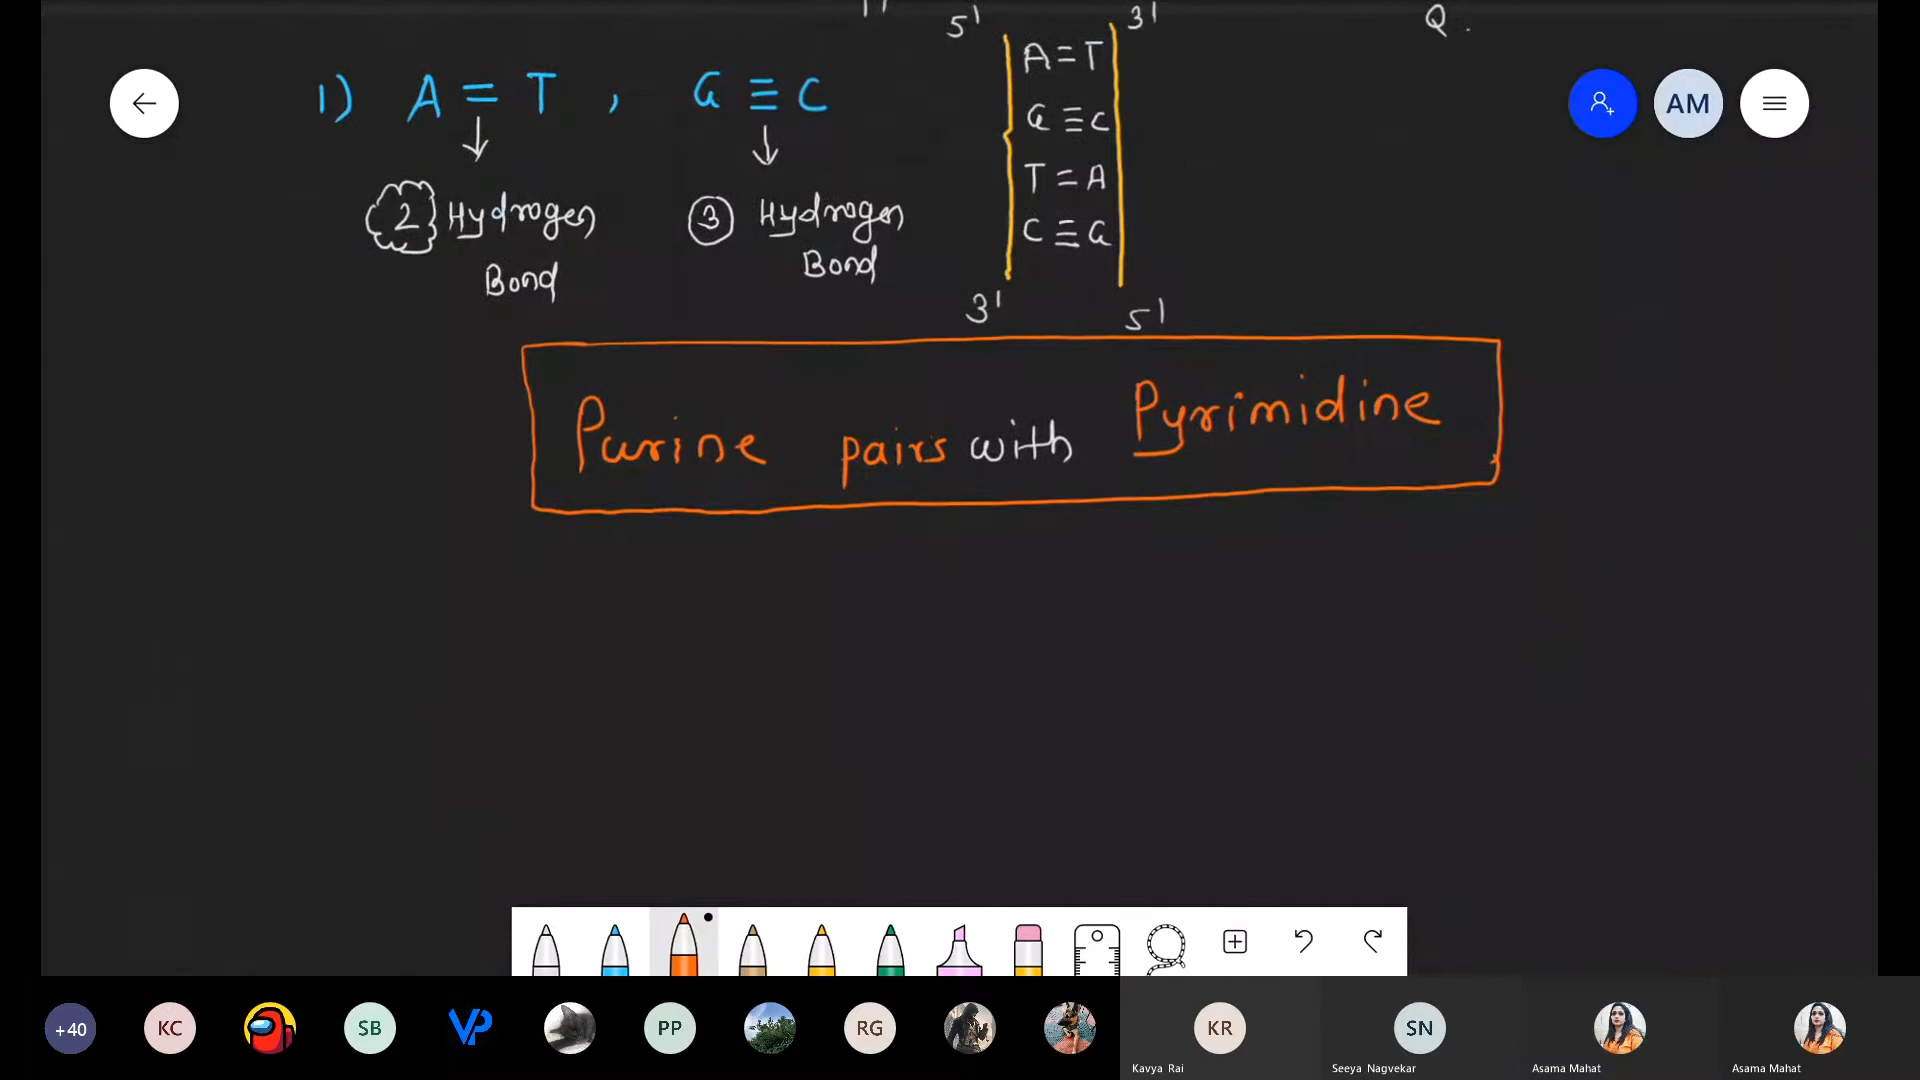 5' 3' Q.
A = T
1) A = T , G ≡ C
G ≡ C
AM
T = A
2 Hydrogen 3 Hydrogen
Bond Bond
C ≡ G
3' 5'
Purine pairs with Pyrimidine
+40 KC SB VP PP RG KR SN
Kavya Rai Seeya Nagvekar Asama Mahat Asama Mahat